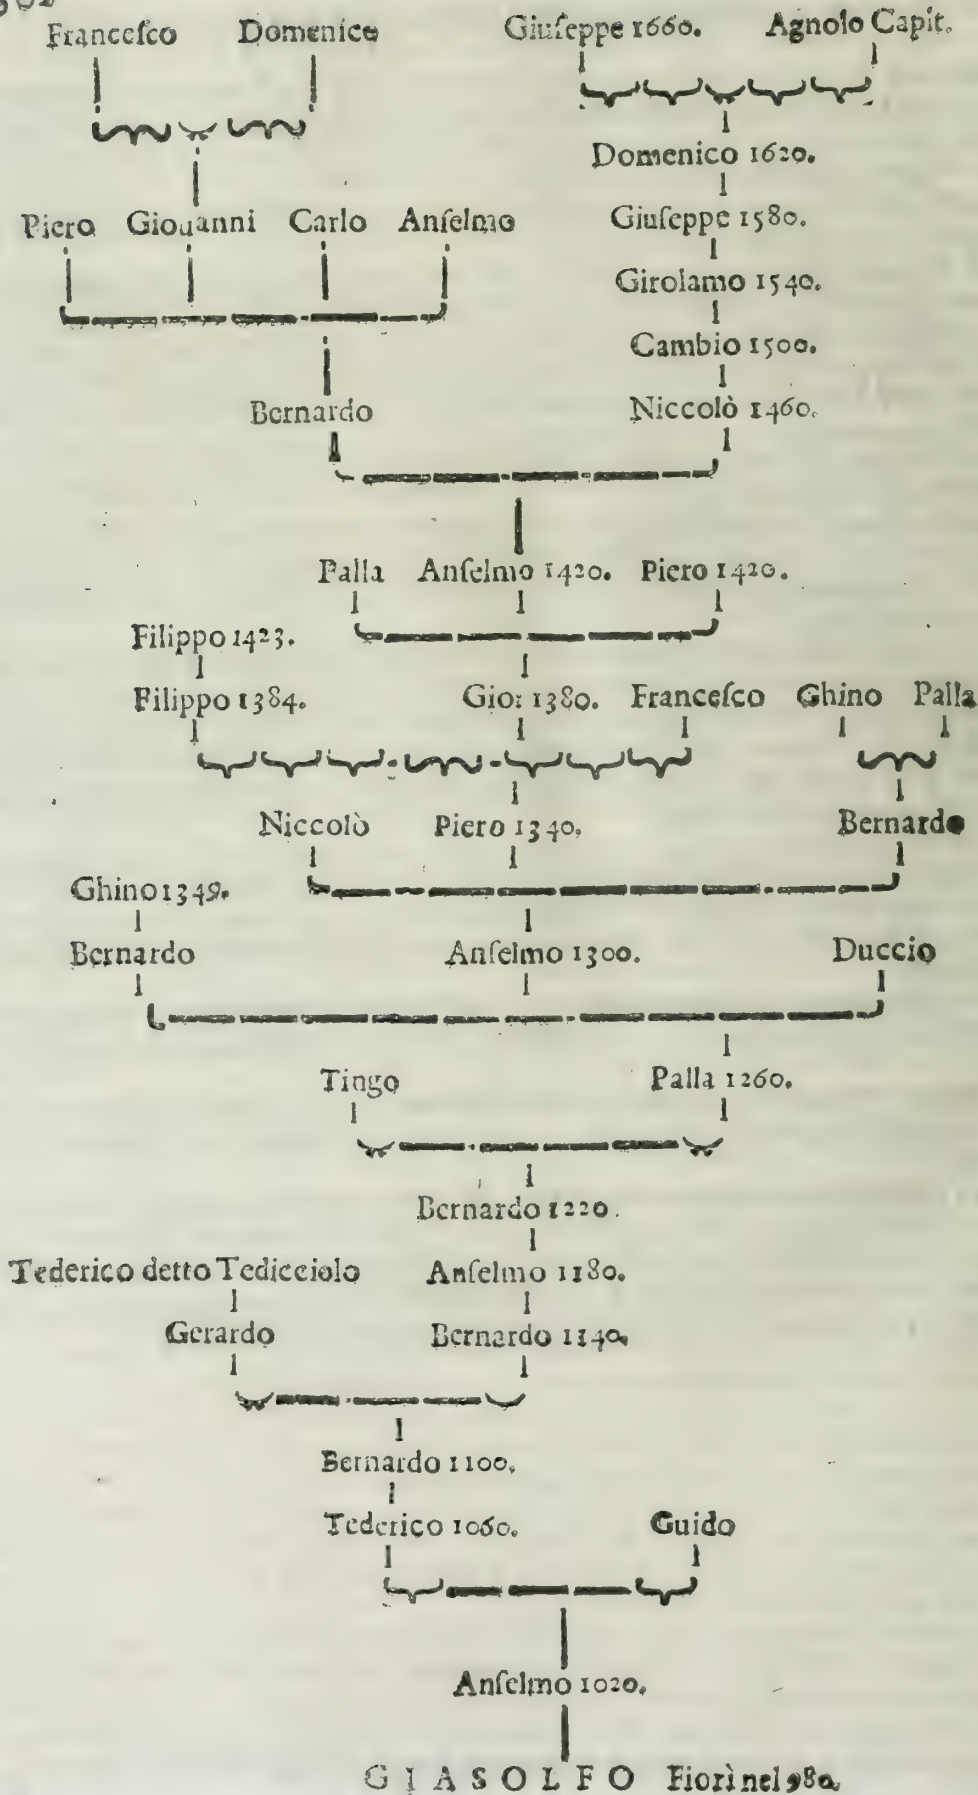 Franceſco Domenico Giuſeppe 1660. Agnolo Capit.
Domenico 1620.
Piero Giouanni Carlo Anſelmo Giuſeppe 1580.
Girolamo 1540.
Cambio 1500.
Bernardo Niccolò 1460.
Palla Anſelmo 1420. Piero 1420.
Filippo 1423.
Filippo 1384. Gio: 1380. Franceſco Ghino Palla
Niccolò Piero 1340. Bernardo
Ghino 1349.
Bernardo Anſelmo 1300. Duccio
Tingo Palla 1260.
Bernardo 1220.
Tederico detto Tedicciolo Anſelmo 1180.
Gerardo Bernardo 1140.
Bernardo 1100.
Tederico 1060. Guido
Anſelmo 1020.
GIASOLFO Fiorì nel 980.